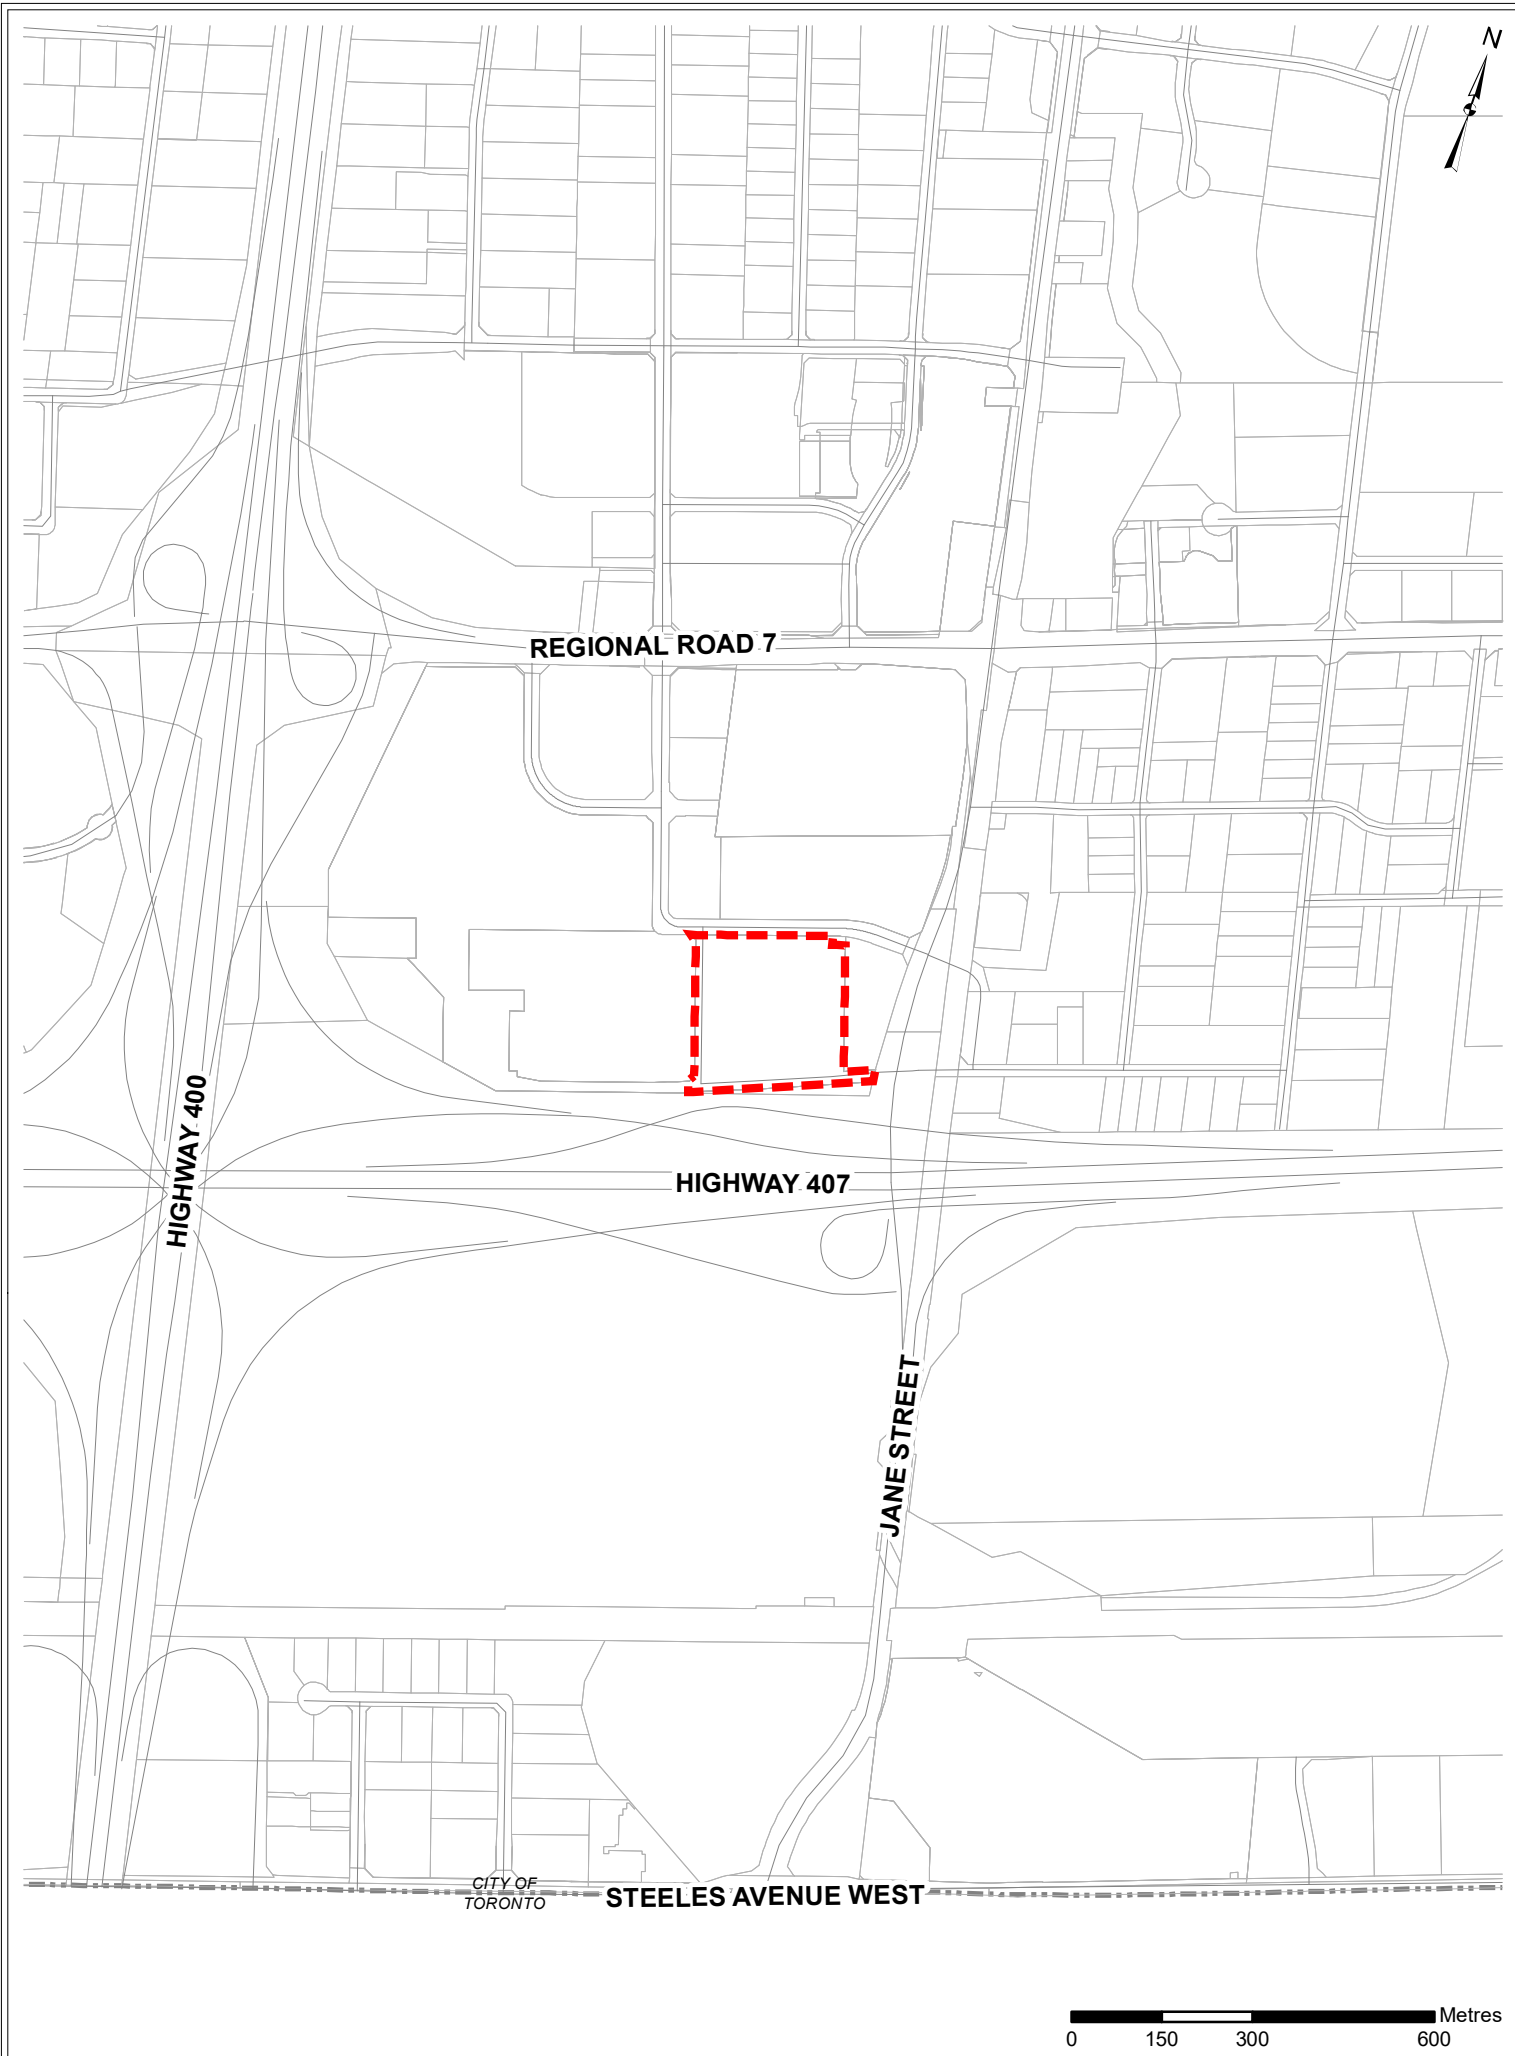 N
REGIONAL ROAD 7
HIGHWAY 400
HIGHWAY 407
JANE STREET
CITY OF
TORONTO
STEELES AVENUE WEST
Metres
0 150 300 600